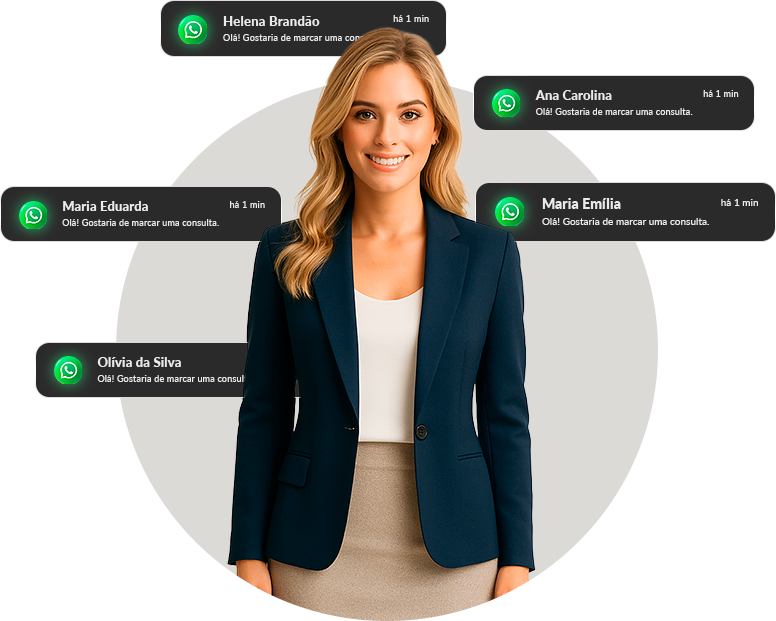 Helena Brandão
há 1 min
Olá! Gostaria de marcar uma
Ana Carolina
há 1 min
Olá! Gostaria de marcar uma consulta.
Maria Eduarda
há 1 min
Olá! Gostaria de marcar uma consulta.
Maria Emília
há 1 min
Olá! Gostaria de marcar uma consulta.
Olívia da Silva
Olá! Gostaria de marcar uma